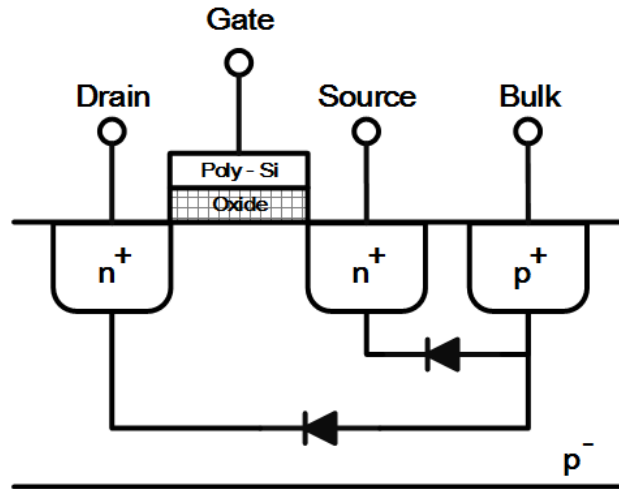 Gate
Drain
Source
Bulk
Poly - Si
Oxide
n+
n+
p+
p-